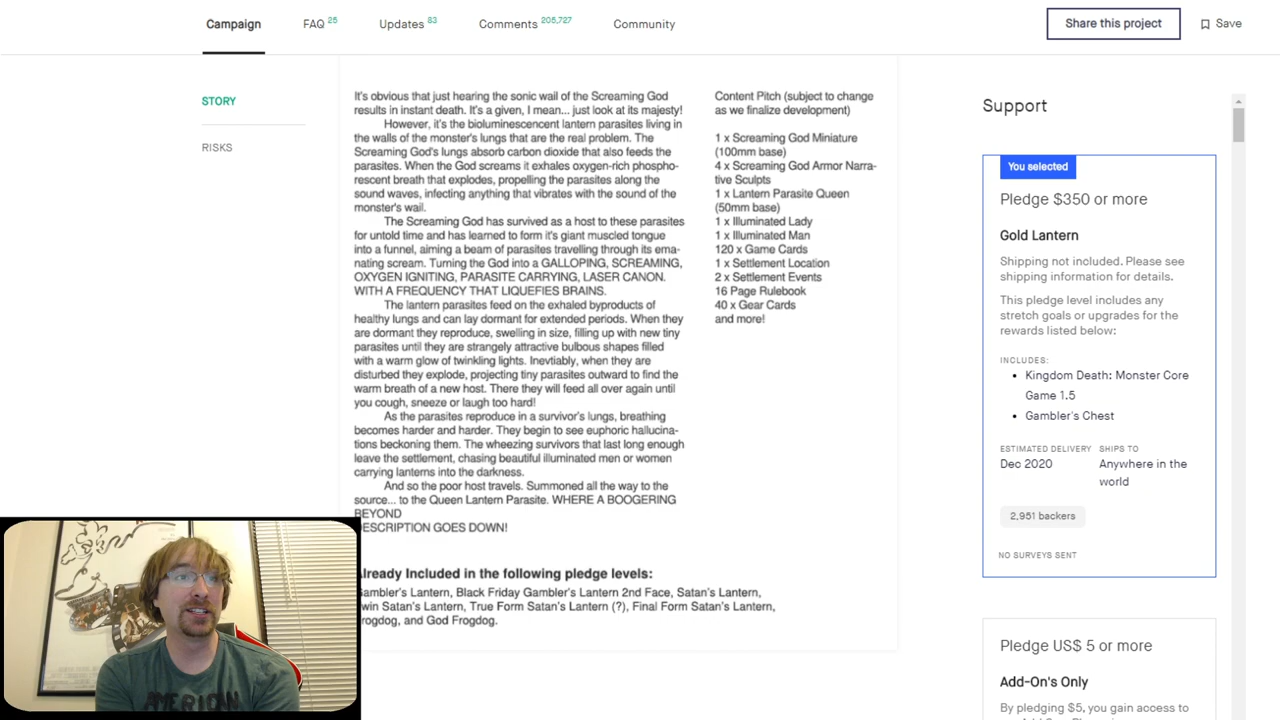 Campaign
FAQ 25
Updates 83
Comments 205,727
Community
Share this project
Save
STORY
RISKS
It's obvious that just hearing the sonic wail of the Screaming God
results in instant death. It's a given, I mean... just look at its majesty!
However, it's the bioluminescencent lantern parasites living in
the walls of the monster's lungs that are the real problem. The
Screaming God's lungs absorb carbon dioxide that also feeds the
parasites. When the God screams it exhales oxygen-rich phospho-
rescent breath that explodes, propelling the parasites along the
sound waves, infecting anything that vibrates with the sound of the
monster's wail.
The Screaming God has survived as a host to these parasites
for untold time and has learned to form it's giant muscled tongue
into a funnel, aiming a beam of parasites travelling through its ema-
nating scream. Turning the God into a GALLOPING, SCREAMING,
OXYGEN IGNITING, PARASITE CARRYING, LASER CANON.
WITH A FREQUENCY THAT LIQUEFIES BRAINS.
The lantern parasites feed on the exhaled byproducts of
healthy lungs and can lay dormant for extended periods. When they
are dormant they reproduce, swelling in size, filling up with new tiny
parasites until they are strangely attractive bulbous shapes filled
with a warm glow of twinkling lights. Inevtiably, when they are
disturbed they explode, projecting tiny parasites outward to find the
warm breath of a new host. There they will feed all over again until
you cough, sneeze or laugh too hard!
As the parasites reproduce in a survivor's lungs, breathing
becomes harder and harder. They begin to see euphoric hallucina-
tions beckoning them. The wheezing survivors that last long enough
leave the settlement, chasing beautiful illuminated men or women
carrying lanterns into the darkness.
And so the poor host travels. Summoned all the way to the
source... to the Queen Lantern Parasite. WHERE A BOOGERING
BEYOND
DESCRIPTION GOES DOWN!
Content Pitch (subject to change
as we finalize development)
1 x Screaming God Miniature
(100mm base)
4 x Screaming God Armor Narra-
tive Sculpts
1 x Lantern Parasite Queen
(50mm base)
1 x Illuminated Lady
1 x Illuminated Man
120 x Game Cards
1 x Settlement Location
2 x Settlement Events
16 Page Rulebook
40 x Gear Cards
and more!
Already Included in the following pledge levels:
Gambler's Lantern, Black Friday Gambler's Lantern 2nd Face, Satan's Lantern,
Twin Satan's Lantern, True Form Satan's Lantern (?), Final Form Satan's Lantern,
Frogdog, and God Frogdog.
Support
You selected
Pledge $350 or more
Gold Lantern
Shipping not included. Please see
shipping information for details.
This pledge level includes any
stretch goals or upgrades for the
rewards listed below:
INCLUDES:
• Kingdom Death: Monster Core
Game 1.5
• Gambler's Chest
ESTIMATED DELIVERY
Dec 2020
SHIPS TO
Anywhere in the
world
2,951 backers
NO SURVEYS SENT
Pledge US$ 5 or more
Add-On's Only
By pledging $5, you gain access to
AMERICAN